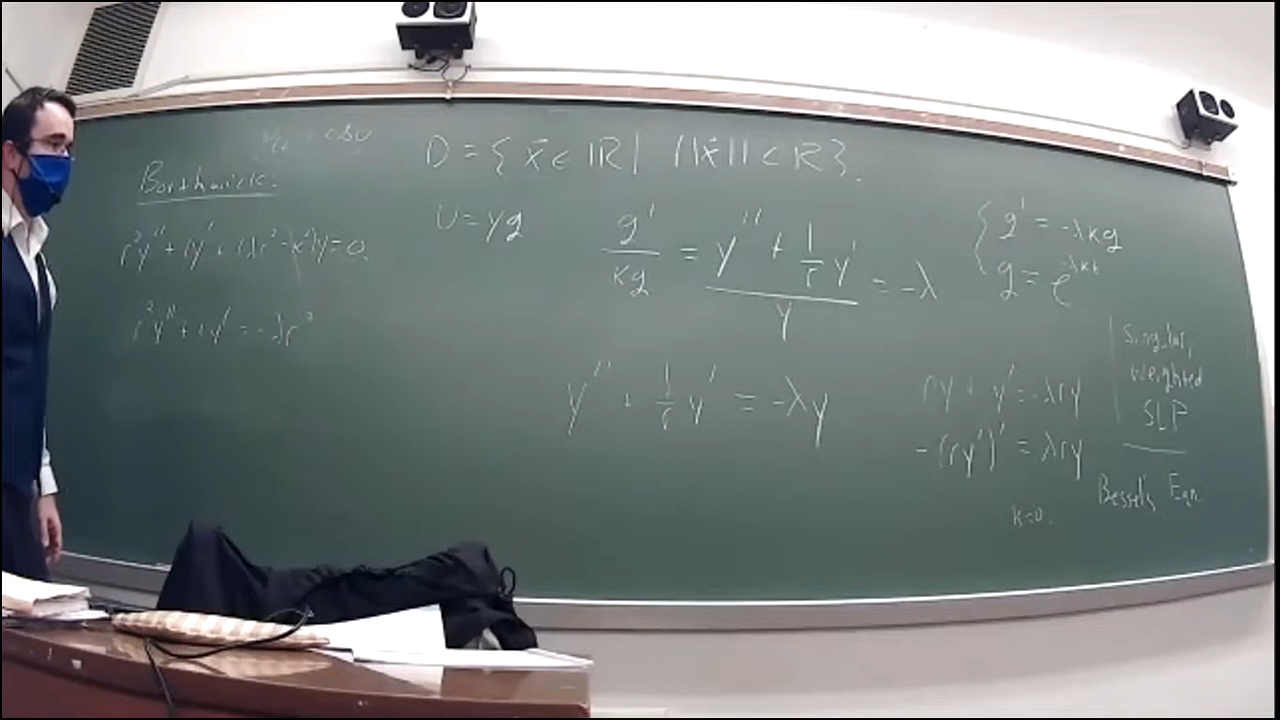 D = { x⃗ ∈ ℝ | ||x⃗|| < R }.
Borthwick:
r²y'' + ry' + (λr² - k²)y = 0.
r²y'' + ry' = -λr²
U = yg
g'/κg = (y'' + 1/r y')/y = -λ
y'' + 1/r y' = -λy
{ g' = -λκg
g = e^{-λκt}
ry + y' = -λry
-(ry')' = λry
k=0.
Singular,
weighted
SLP
Bessel's Eqn.